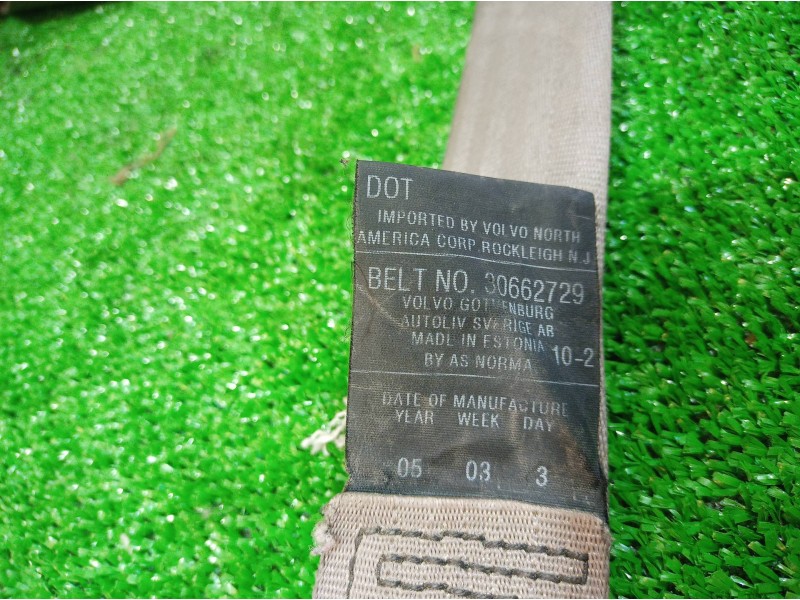 DOT
IMPORTED BY VOLVO NORTH
AMERICA CORP. ROCKLEIGH N.J.
BELT NO. 30662729
VOLVO GOTHENBURG
AUTOLIV SVERIGE AB
MADE IN ESTONIA 10-2
BY AS NORMA
DATE OF MANUFACTURE
YEAR WEEK DAY
05 03 3